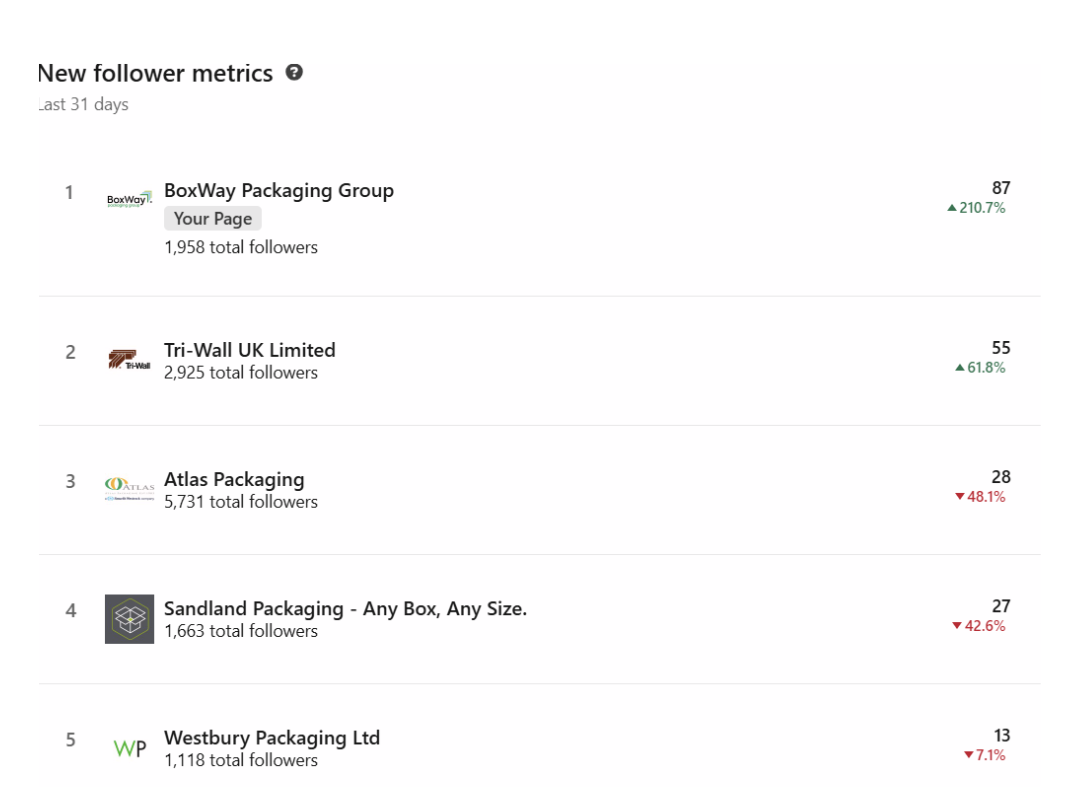 New follower metrics
Last 31 days
1
BoxWay
packaging group
BoxWay Packaging Group
87
▲210.7%
Your Page
1,958 total followers
2
Tri-Wall
Tri-Wall UK Limited
55
▲61.8%
2,925 total followers
3
ATLAS
Atlas Packaging
28
▼48.1%
5,731 total followers
4
Sandland Packaging - Any Box, Any Size.
27
▼42.6%
1,663 total followers
5
WP
Westbury Packaging Ltd
13
▼7.1%
1,118 total followers